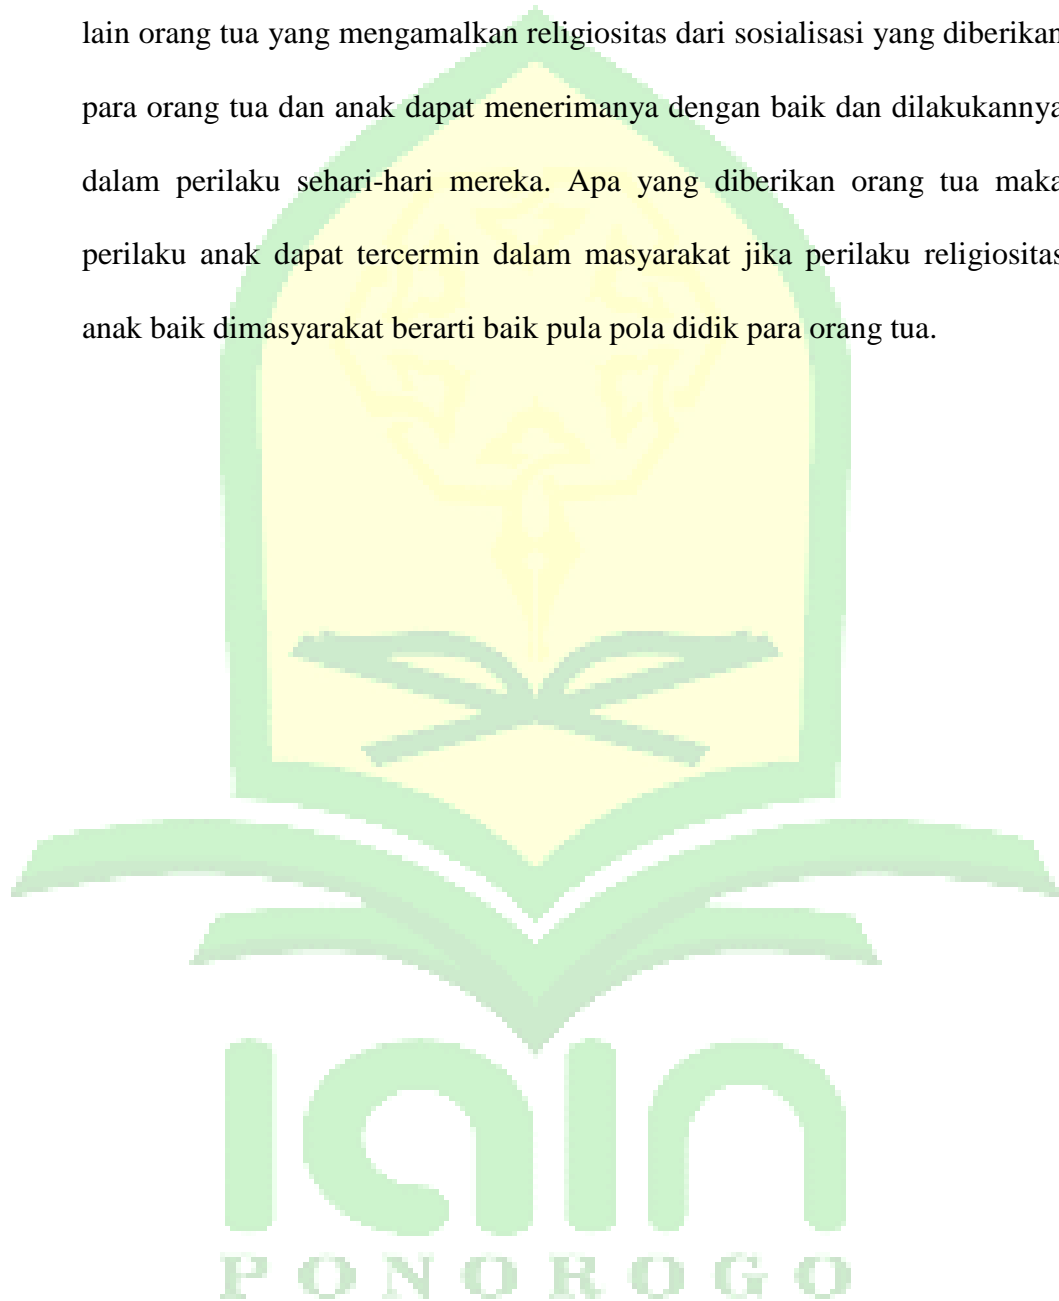 lain orang tua yang mengamalkan religiositas dari sosialisasi yang diberikan
para orang tua dan anak dapat menerimanya dengan baik dan dilakukannya
dalam perilaku sehari-hari mereka. Apa yang diberikan orang tua maka
perilaku anak dapat tercermin dalam masyarakat jika perilaku religiositas
anak baik dimasyarakat berarti baik pula pola didik para orang tua.
iain
PONOROGO